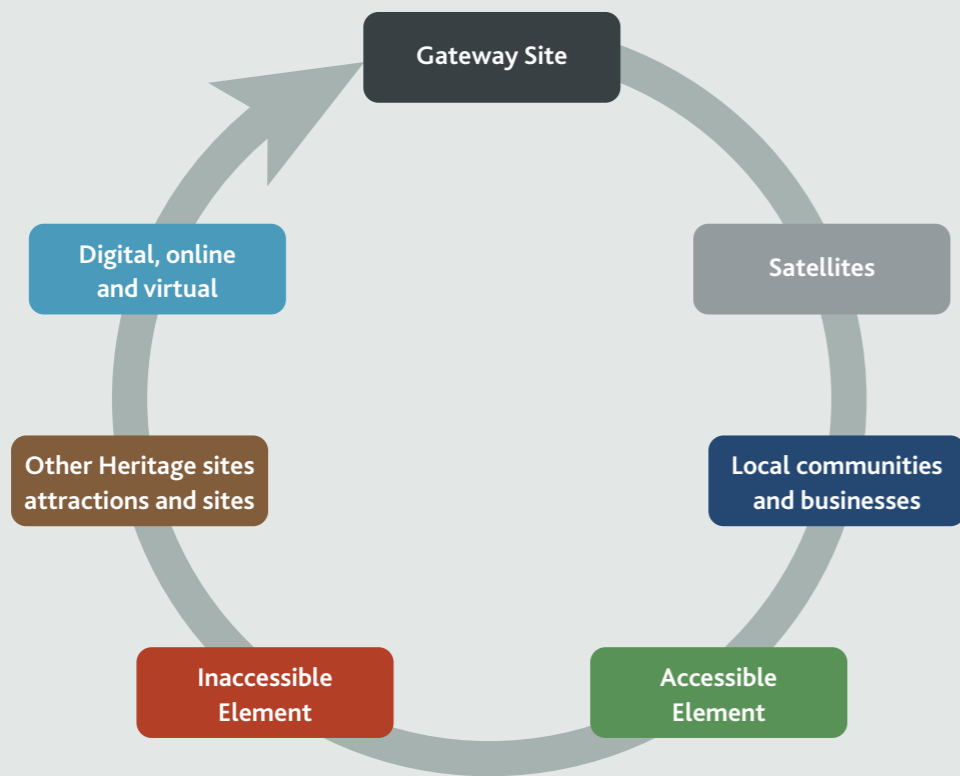 Gateway Site
Satellites
Local communities
and businesses
Accessible
Element
Inaccessible
Element
Other Heritage sites
attractions and sites
Digital, online
and virtual